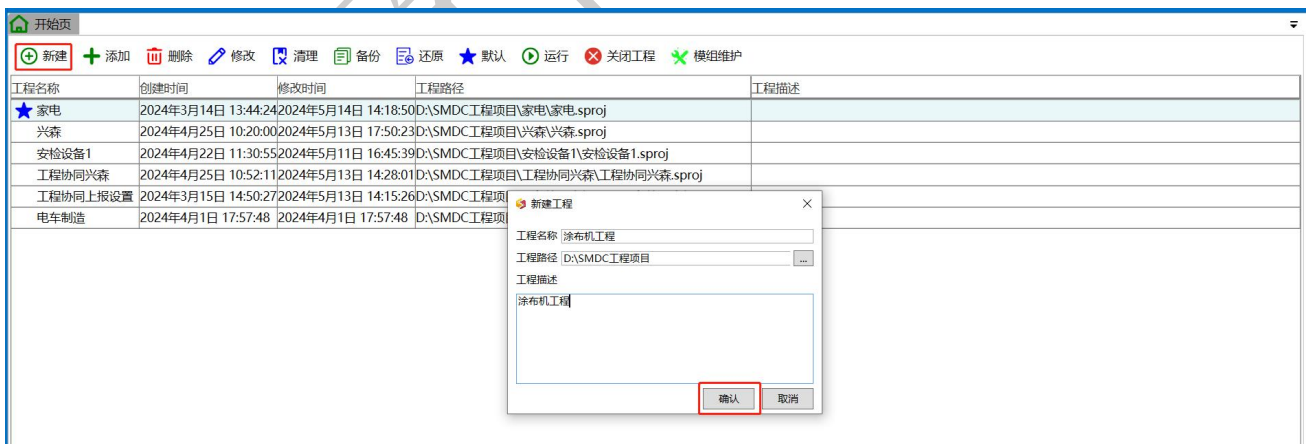 开始页
新建 添加 删除 修改 清理 备份 还原 默认 运行 关闭工程 模组维护
工程名称 创建时间 修改时间 工程路径 工程描述
家电 2024年3月14日 13:44:24 2024年5月14日 14:18:50 D:\SMDC工程项目\家电\家电.sproj
兴森 2024年4月25日 10:20:00 2024年5月13日 17:50:23 D:\SMDC工程项目\兴森\兴森.sproj
安检设备1 2024年4月22日 11:30:55 2024年5月11日 16:45:39 D:\SMDC工程项目\安检设备1\安检设备1.sproj
工程协同兴森 2024年4月25日 10:52:11 2024年5月13日 14:28:01 D:\SMDC工程项目\工程协同兴森\工程协同兴森.sproj
工程协同上报设置 2024年3月15日 14:50:27 2024年5月13日 14:15:26 D:\SMDC工程项
电车制造 2024年4月1日 17:57:48 2024年4月1日 17:57:48 D:\SMDC工程项
新建工程
工程名称 涂布机工程
工程路径 D:\SMDC工程项目 ...
工程描述
涂布机工程
确认 取消